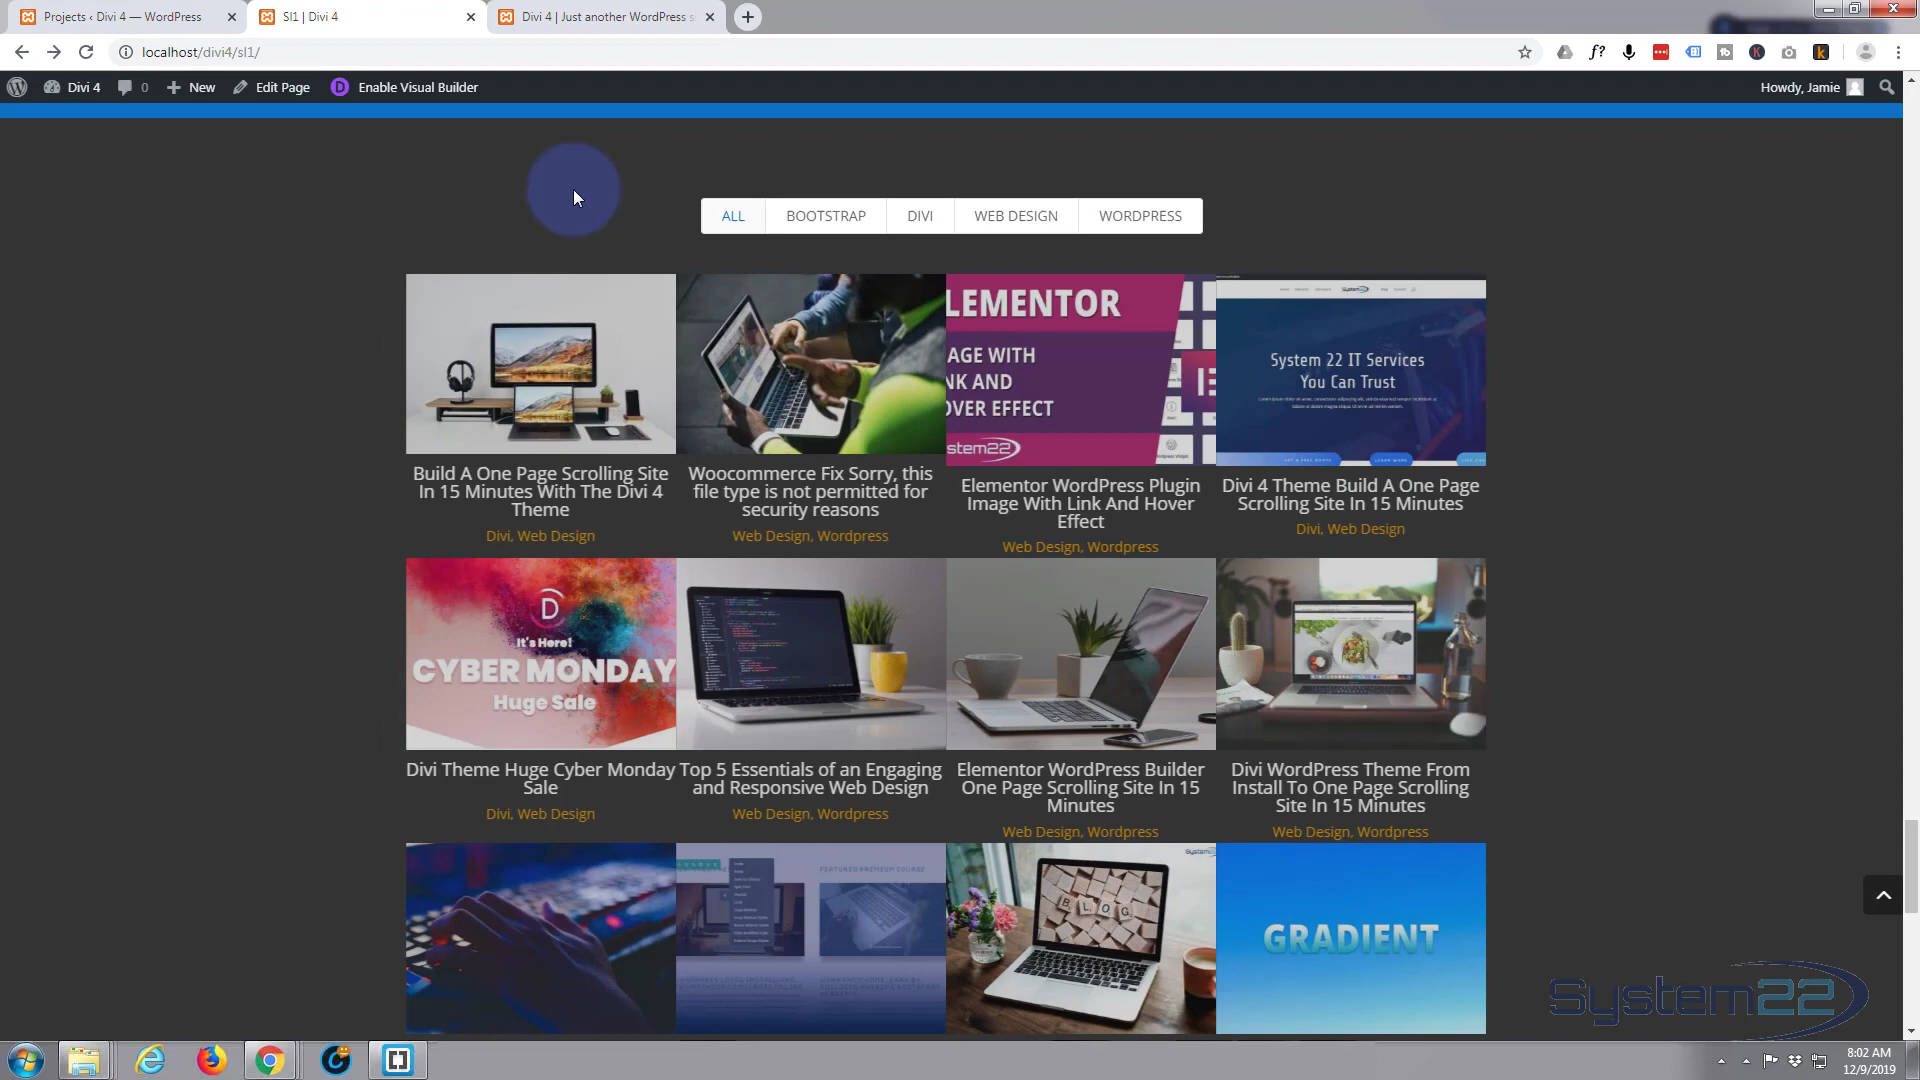 Projects ‹ Divi 4 — WordPress
Sl1 | Divi 4
Divi 4 | Just another WordPress s
localhost/divi4/sl1/
Divi 4
0
New
Edit Page
Enable Visual Builder
Howdy, Jamie
ALL
BOOTSTRAP
DIVI
WEB DESIGN
WORDPRESS
LEMENTOR
AGE WITH
NK AND
OVER EFFECT
stem22
System 22 IT Services
You Can Trust
Build A One Page Scrolling Site
In 15 Minutes With The Divi 4
Theme
Divi, Web Design
Woocommerce Fix Sorry, this
file type is not permitted for
security reasons
Web Design, Wordpress
Elementor WordPress Plugin
Image With Link And Hover
Effect
Web Design, Wordpress
Divi 4 Theme Build A One Page
Scrolling Site In 15 Minutes
Divi, Web Design
D
It's Here!
CYBER MONDAY
Huge Sale
Divi Theme Huge Cyber Monday
Sale
Divi, Web Design
Top 5 Essentials of an Engaging
and Responsive Web Design
Web Design, Wordpress
Elementor WordPress Builder
One Page Scrolling Site In 15
Minutes
Web Design, Wordpress
Divi WordPress Theme From
Install To One Page Scrolling
Site In 15 Minutes
Web Design, Wordpress
FEATURED PREMIUM COURSE
BLOG
GRADIENT
System22
8:02 AM
12/9/2019